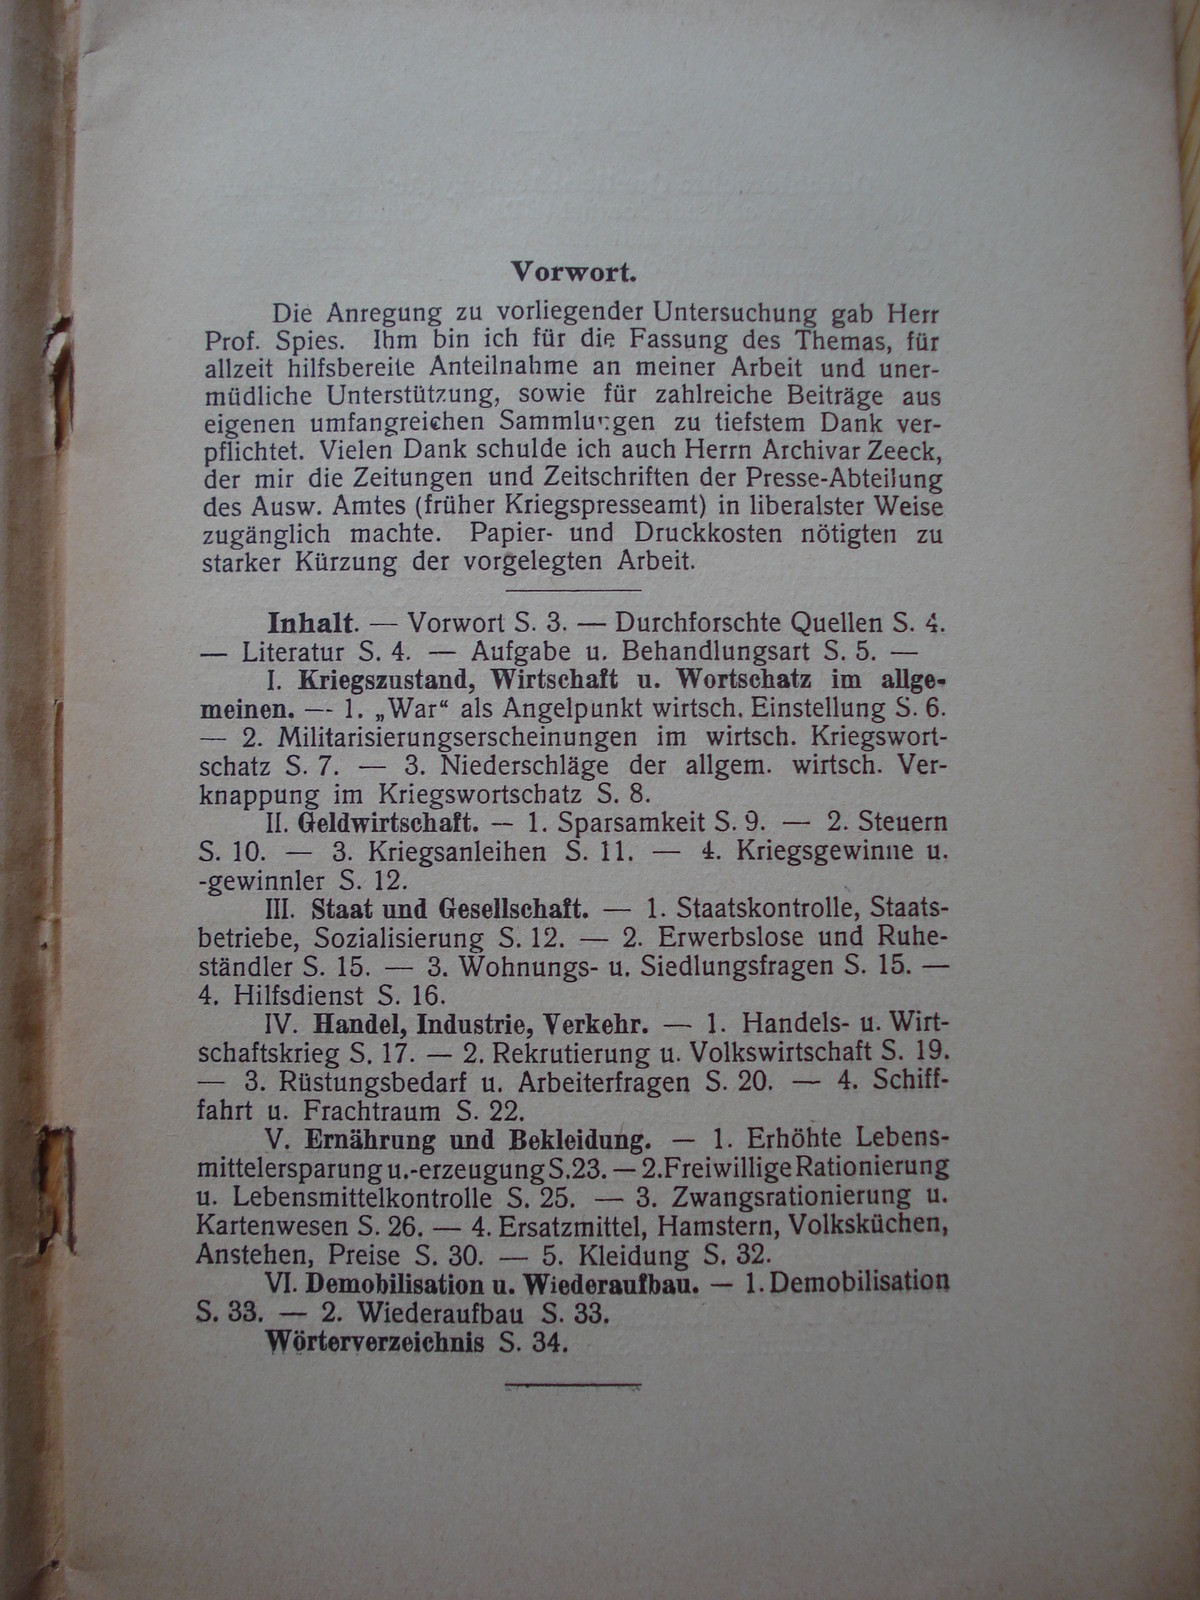 Vorwort.
Die Anregung zu vorliegender Untersuchung gab Herr
Prof. Spies. Ihm bin ich für die Fassung des Themas, für
allzeit hilfsbereite Anteilnahme an meiner Arbeit und uner-
müdliche Unterstützung, sowie für zahlreiche Beiträge aus
eigenen umfangreichen Sammlungen zu tiefstem Dank ver-
pflichtet. Vielen Dank schulde ich auch Herrn Archivar Zeeck,
der mir die Zeitungen und Zeitschriften der Presse-Abteilung
des Ausw. Amtes (früher Kriegspresseamt) in liberalster Weise
zugänglich machte. Papier- und Druckkosten nötigten zu
starker Kürzung der vorgelegten Arbeit.
Inhalt. — Vorwort S. 3. — Durchforschte Quellen S. 4.
— Literatur S. 4. — Aufgabe u. Behandlungsart S. 5. —
I. Kriegszustand, Wirtschaft u. Wortschatz im allge-
meinen. — 1. „War“ als Angelpunkt wirtsch. Einstellung S. 6.
— 2. Militarisierungserscheinungen im wirtsch. Kriegswort-
schatz S. 7. — 3. Niederschläge der allgem. wirtsch. Ver-
knappung im Kriegswortschatz S. 8.
II. Geldwirtschaft. — 1. Sparsamkeit S. 9. — 2. Steuern
S. 10. — 3. Kriegsanleihen S. 11. — 4. Kriegsgewinne u.
-gewinnler S. 12.
III. Staat und Gesellschaft. — 1. Staatskontrolle, Staats-
betriebe, Sozialisierung S. 12. — 2. Erwerbslose und Ruhe-
ständler S. 15. — 3. Wohnungs- u. Siedlungsfragen S. 15. —
4. Hilfsdienst S. 16.
IV. Handel, Industrie, Verkehr. — 1. Handels- u. Wirt-
schaftskrieg S. 17. — 2. Rekrutierung u. Volkswirtschaft S. 19.
— 3. Rüstungsbedarf u. Arbeiterfragen S. 20. — 4. Schiff-
fahrt u. Frachtraum S. 22.
V. Ernährung und Bekleidung. — 1. Erhöhte Lebens-
mittelersparung u.-erzeugung S.23. — 2.Freiwillige Rationierung
u. Lebensmittelkontrolle S. 25. — 3. Zwangsrationierung u.
Kartenwesen S. 26. — 4. Ersatzmittel, Hamstern, Volksküchen,
Anstehen, Preise S. 30. — 5. Kleidung S. 32.
VI. Demobilisation u. Wiederaufbau. — 1. Demobilisation
S. 33. — 2. Wiederaufbau S. 33.
Wörterverzeichnis S. 34.